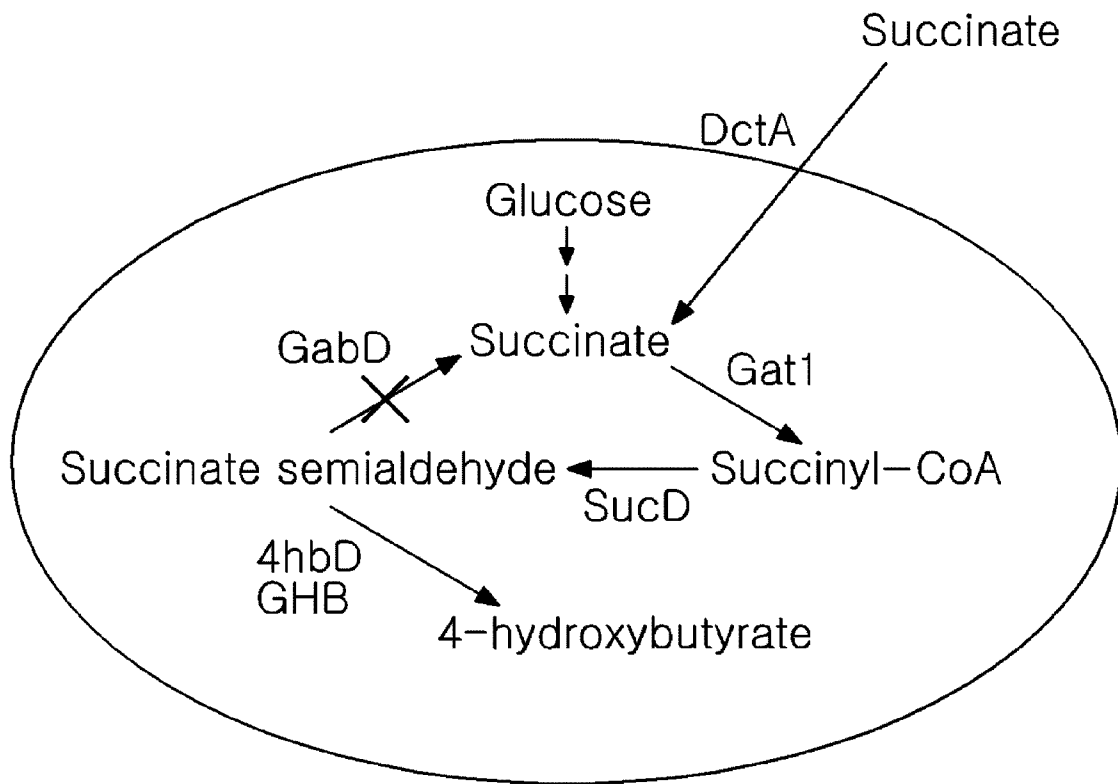 Succinate
DctA
Glucose
Succinate
GabD
Gat1
Succinate semialdehyde
Succinyl-CoA
SucD
4hbD
GHB
4-hydroxybutyrate